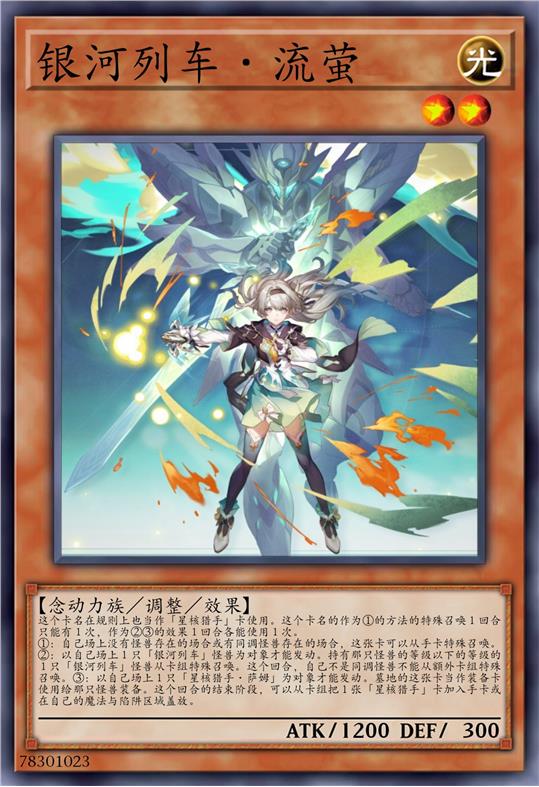 银河列车·流萤
光
【念动力族／调整／效果】
这个卡名在规则上也当作「星核猎手」卡使用。这个卡名的作为①的方法的特殊召唤1回合
只能有1次，作为②③的效果1回合各能使用1次。
①：自己场上没有怪兽存在的场合或有同调怪兽存在的场合，这张卡可以从手卡特殊召唤。
②：以自己场上1只「银河列车」怪兽为对象才能发动。持有那只怪兽的等级以下的等级的
1只「银河列车」怪兽从卡组特殊召唤。这个回合，自己不是同调怪兽不能从额外卡组特殊
召唤。③：以自己场上1只「星核猎手·萨姆」为对象才能发动。墓地的这张卡当作装备卡
使用给那只怪兽装备。这个回合的结束阶段，可以从卡组把1张「星核猎手」卡加入手卡或
在自己的魔法与陷阱区域盖放。
ATK/1200 DEF/ 300
78301023